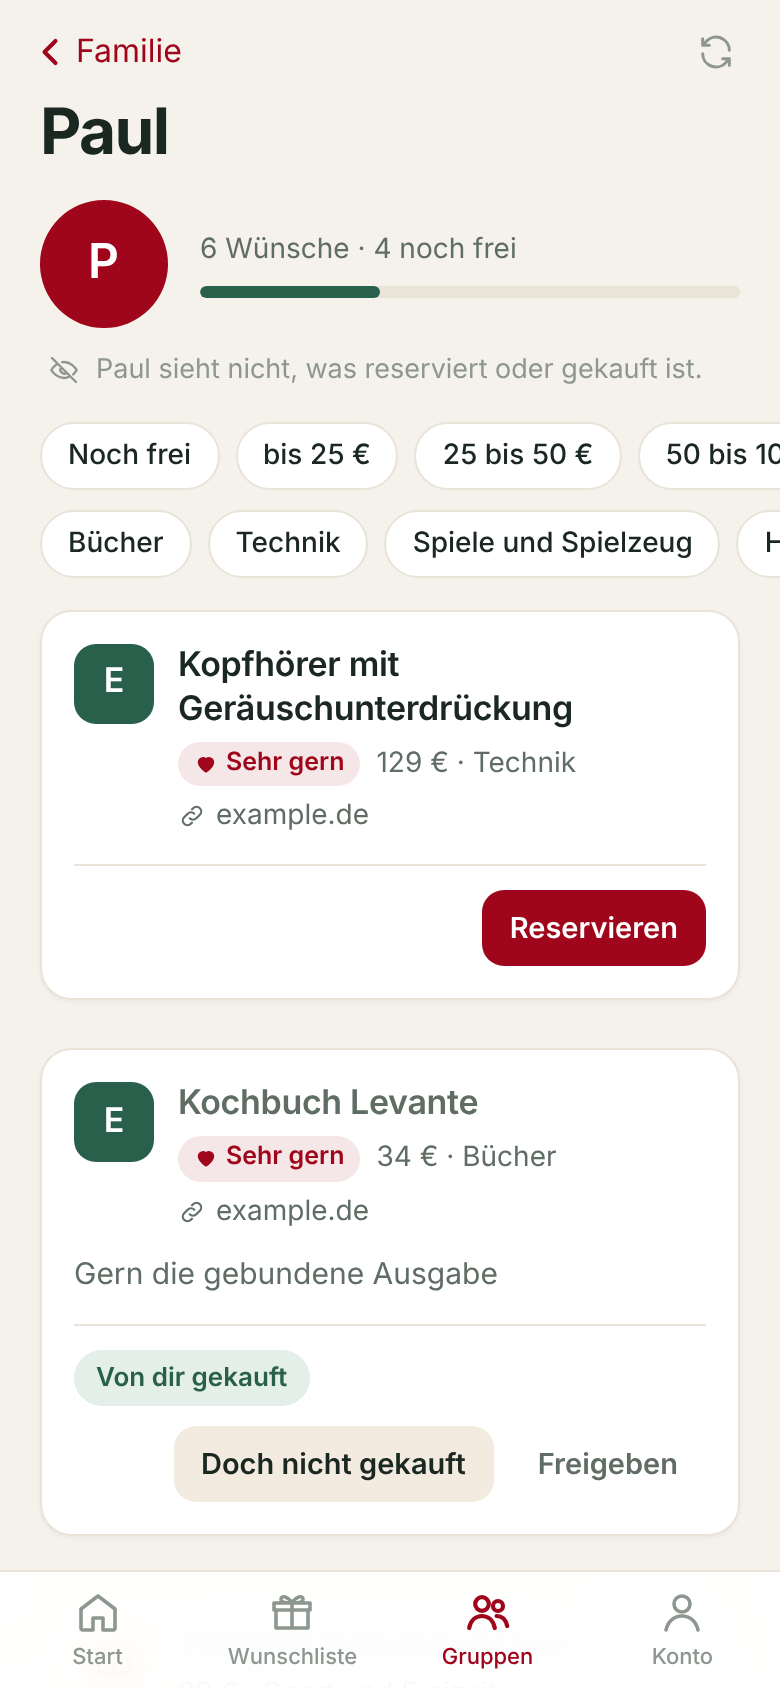 Familie
Paul
P
6 Wünsche · 4 noch frei
Paul sieht nicht, was reserviert oder gekauft ist.
Noch frei
bis 25 €
25 bis 50 €
50 bis 10
Bücher
Technik
Spiele und Spielzeug
H
E
Kopfhörer mit
Geräuschunterdrückung
Sehr gern
129 € · Technik
example.de
Reservieren
E
Kochbuch Levante
Sehr gern
34 € · Bücher
example.de
Gern die gebundene Ausgabe
Von dir gekauft
Doch nicht gekauft
Freigeben
Start
Wunschliste
Gruppen
Konto